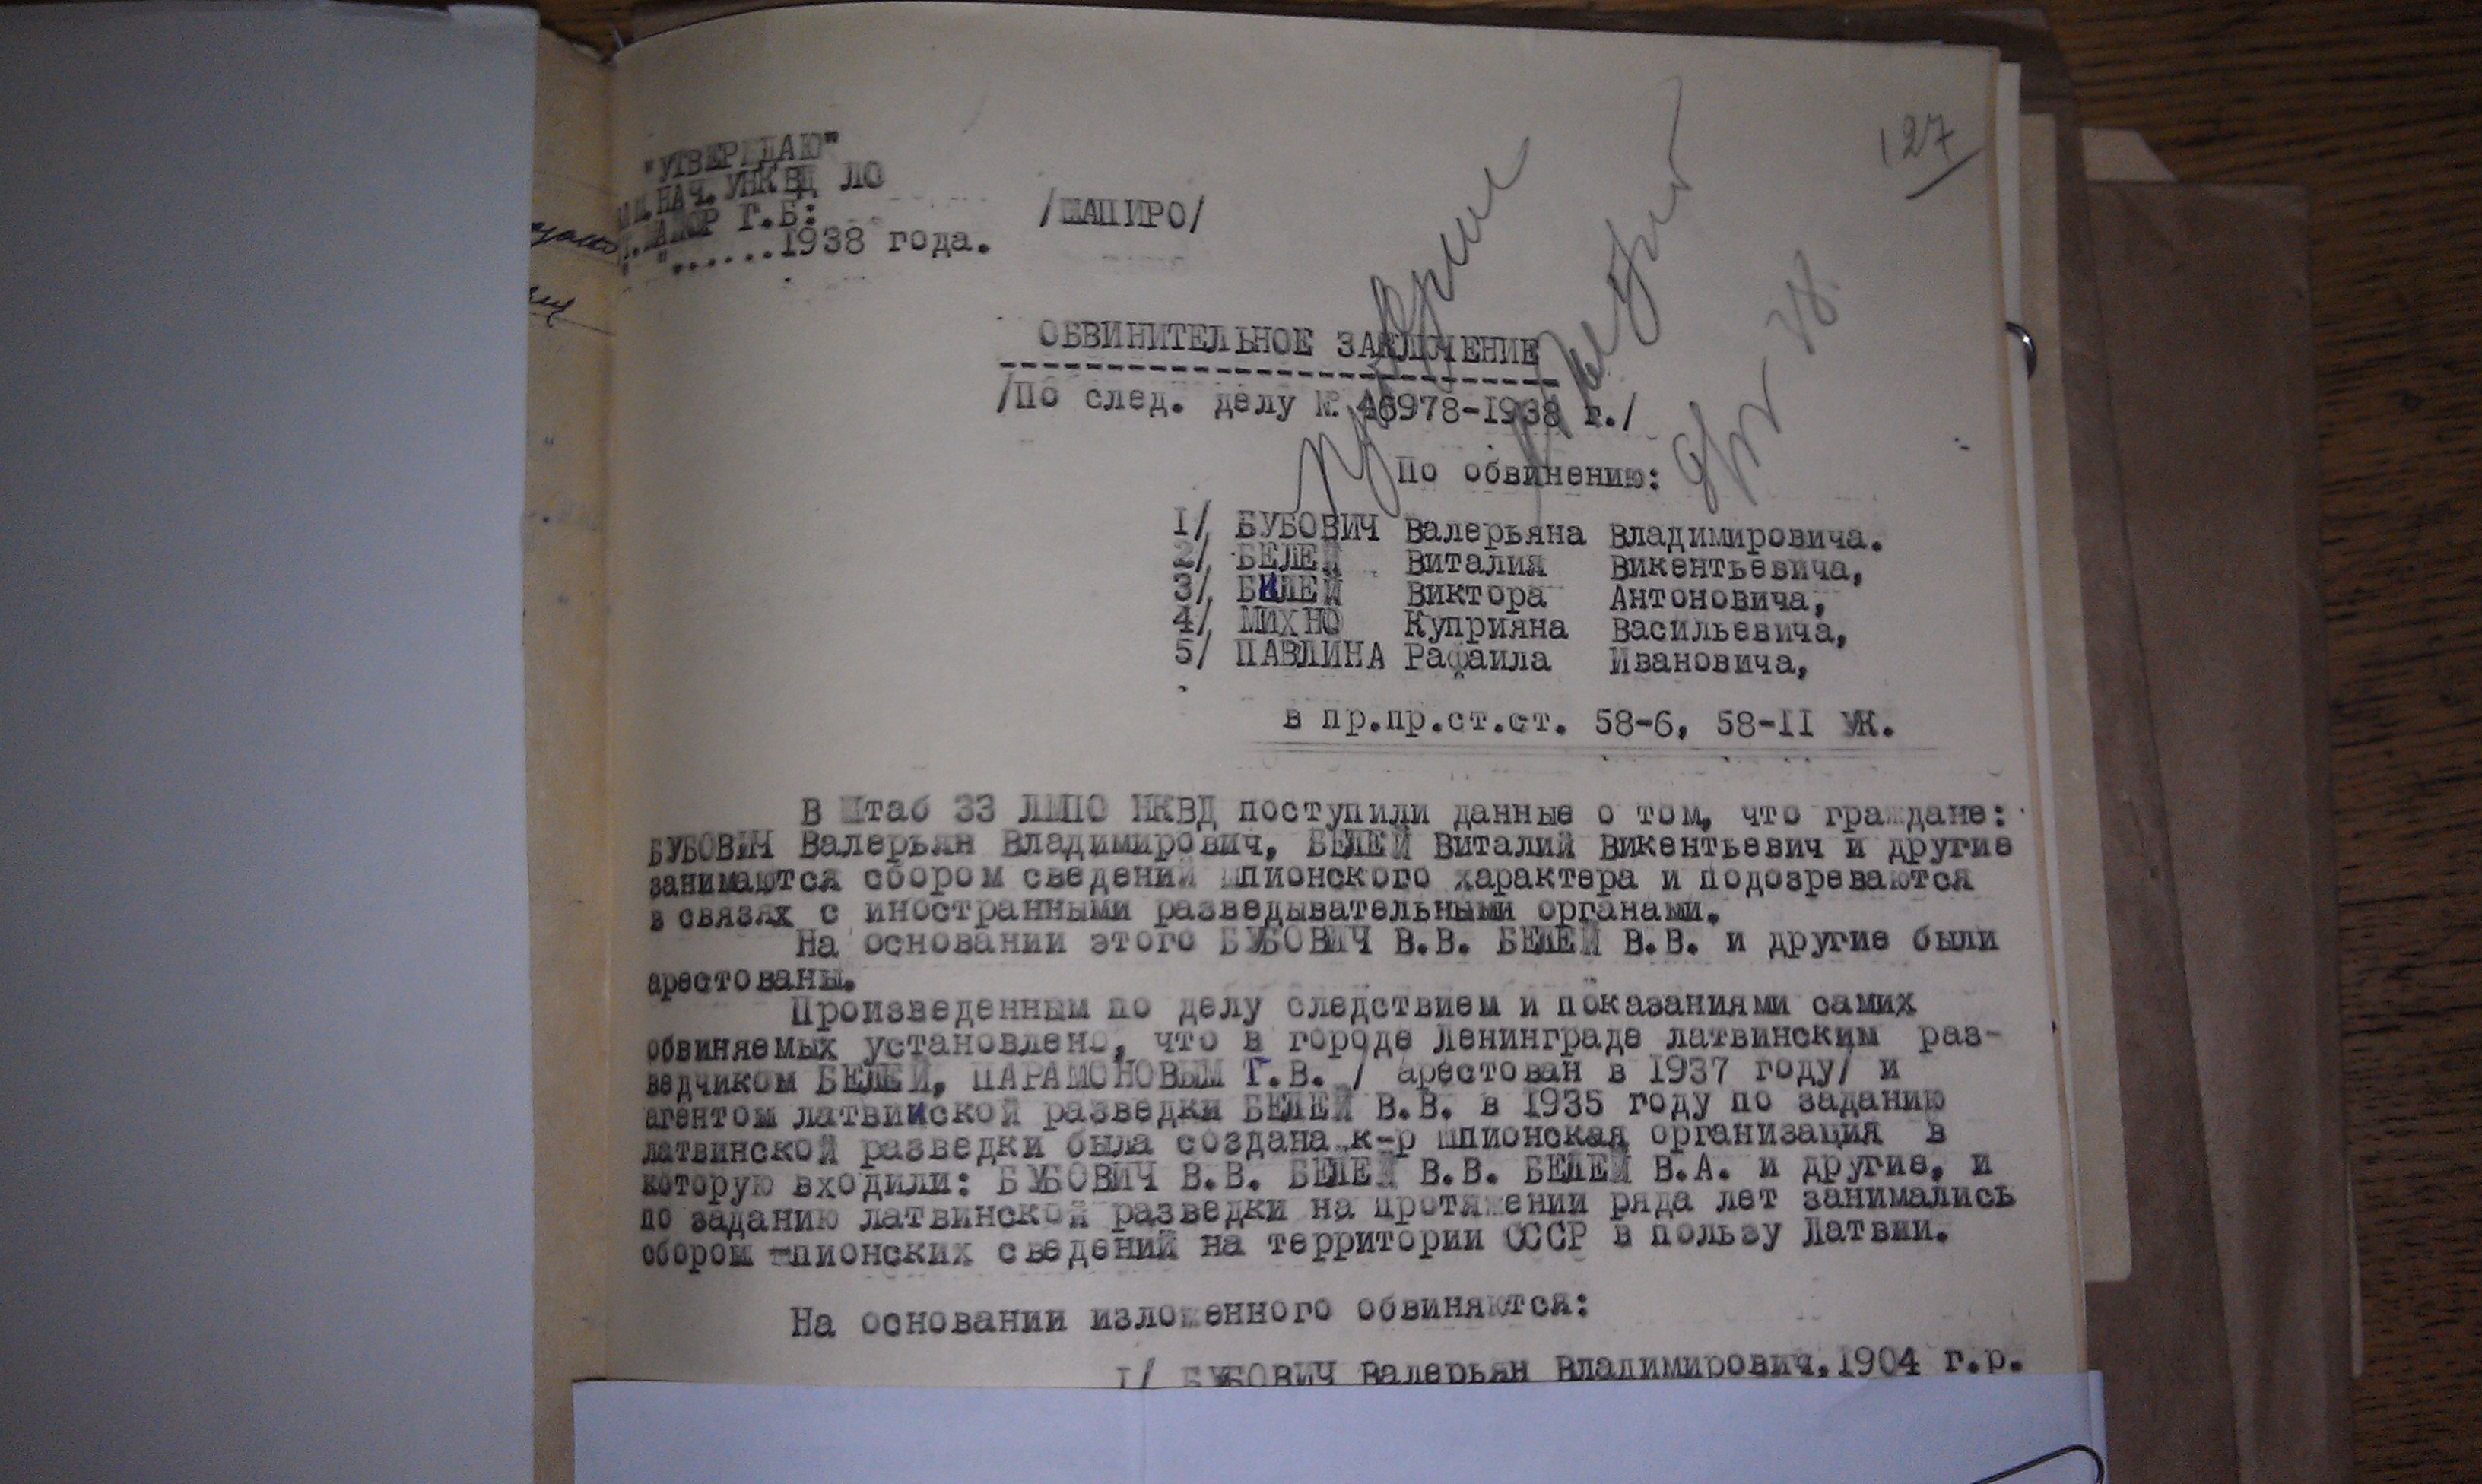 127
"УТВЕРЖДАЮ"
НАЧ. УНКВД ЛО
МАЙОР Г.Б: /ШАПИРО/
" "......1938 года.
ОБВИНИТЕЛЬНОЕ ЗАКЛЮЧЕНИЕ
/По след. делу № 46978-1938 г./
По обвинению:
1/ БУБОВИЧ Валерьяна Владимировича.
2/ БЕЛЕЙ Виталия Викентьевича,
3/ БИЛЕЙ Виктора Антоновича,
4/ МИХНО Куприяна Васильевича,
5/ ПАВЛИНА Рафаила Ивановича,
в пр.пр.ст.ст. 58-6, 58-II УК.
В Штаб 33 ЛМПО НКВД поступили данные о том, что граждане:
БУБОВИЧ Валерьян Владимирович, БЕЛЕЙ Виталий Викентьевич и другие
занимаются сбором сведений шпионского характера и подозреваются
в связях с иностранными разведывательными органами.
На основании этого БУБОВИЧ В.В. БЕЛЕЙ В.В. и другие были
арестованы.
Произведенным по делу следствием и показаниями самих
обвиняемых установлено, что в городе Ленинграде латвинским раз-
ведчиком БЕЛЕЙ, ПАРАМОНОВЫМ Г.В. / арестован в 1937 году/ и
агентом латвийской разведки БЕЛЕЙ В.В. в 1935 году по заданию
латвинской разведки была создана к-р шпионская организация в
которую входили: БУБОВИЧ В.В. БЕЛЕЙ В.В. БЕЛЕЙ В.А. и другие, и
по заданию латвинской разведки на протяжении ряда лет занимались
сбором шпионских сведений на территории СССР в пользу Латвии.
На основании изложенного обвиняются:
1/ БУБОВИЧ Валерьян Владимирович, 1904 г.р.